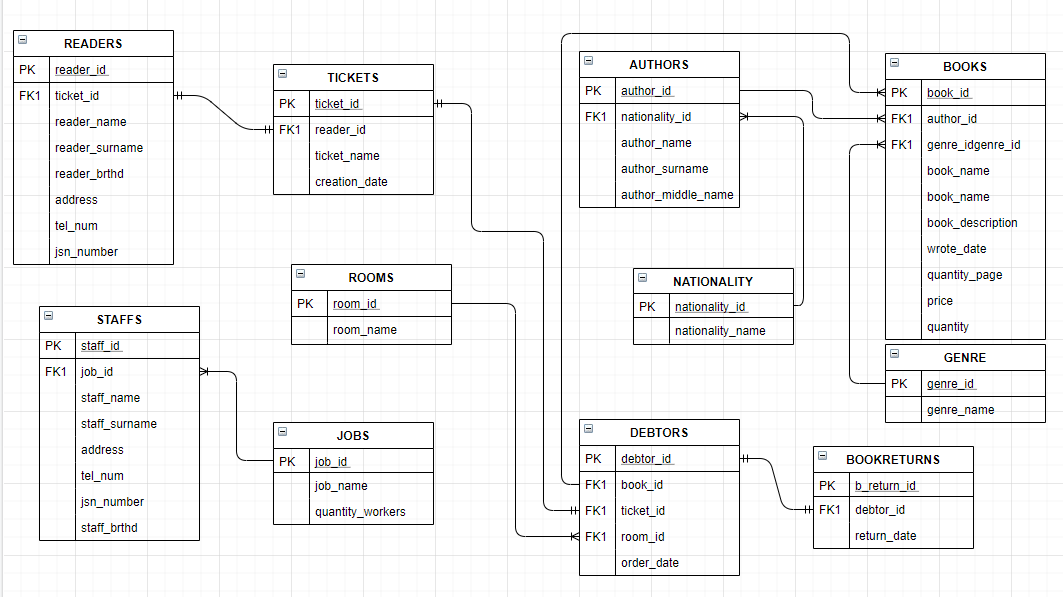 READERS
PK reader_id
FK1 ticket_id
reader_name
reader_surname
reader_brthd
address
tel_num
jsn_number
TICKETS
PK ticket_id
FK1 reader_id
ticket_name
creation_date
AUTHORS
PK author_id
FK1 nationality_id
author_name
author_surname
author_middle_name
BOOKS
PK book_id
FK1 author_id
FK1 genre_idgenre_id
book_name
book_name
book_description
wrote_date
quantity_page
price
quantity
ROOMS
PK room_id
room_name
NATIONALITY
PK nationality_id
nationality_name
STAFFS
PK staff_id
FK1 job_id
staff_name
staff_surname
address
tel_num
jsn_number
staff_brthd
JOBS
PK job_id
job_name
quantity_workers
GENRE
PK genre_id
genre_name
DEBTORS
PK debtor_id
FK1 book_id
FK1 ticket_id
FK1 room_id
order_date
BOOKRETURNS
PK b_return_id
FK1 debtor_id
return_date